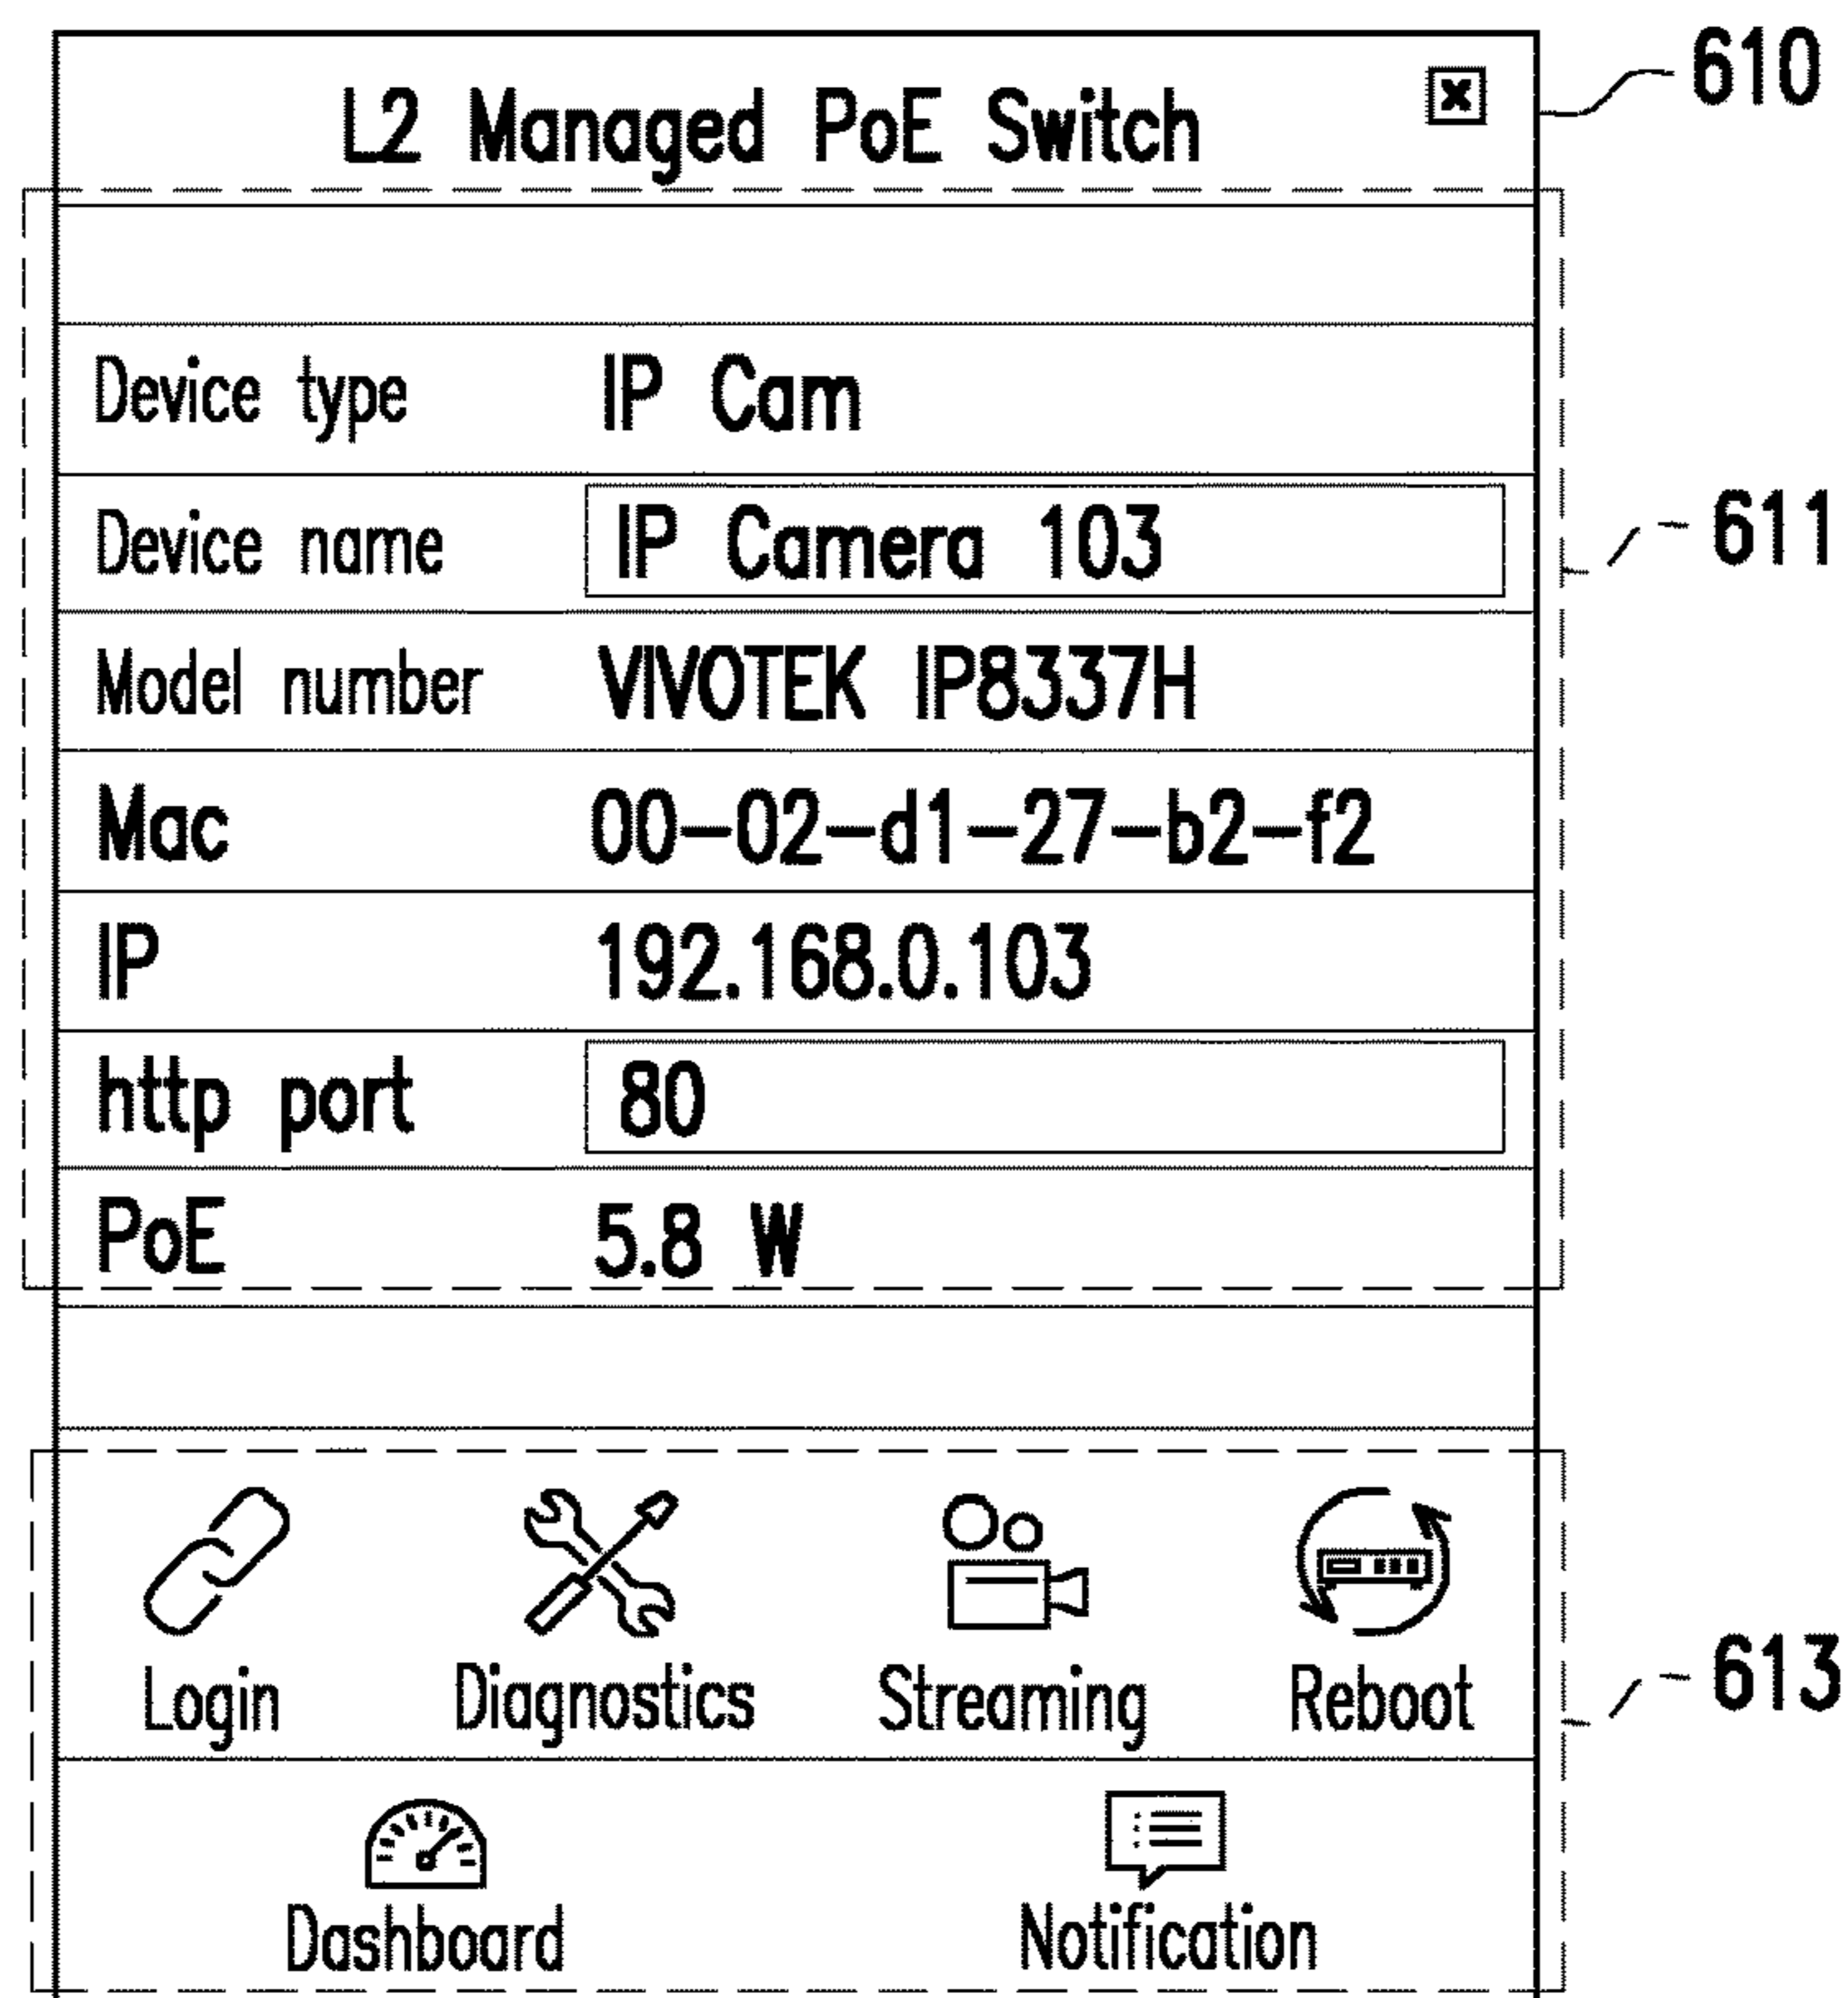 L2 Managed PoE Switch x 610
Device type IP Cam
Device name IP Camera 103 611
Model number VIVOTEK IP8337H
Mac 00-02-d1-27-b2-f2
IP 192.168.0.103
http port 80
PoE 5.8 W
Login Diagnostics Streaming Reboot 613
Dashboard Notification